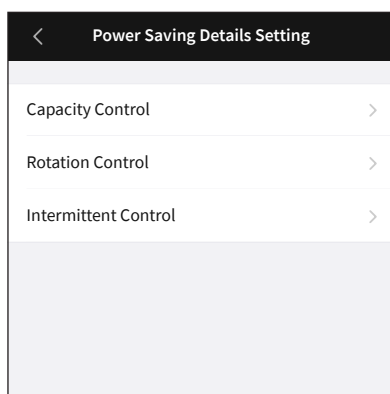 Power Saving Details Setting
Capacity Control
Rotation Control
Intermittent Control